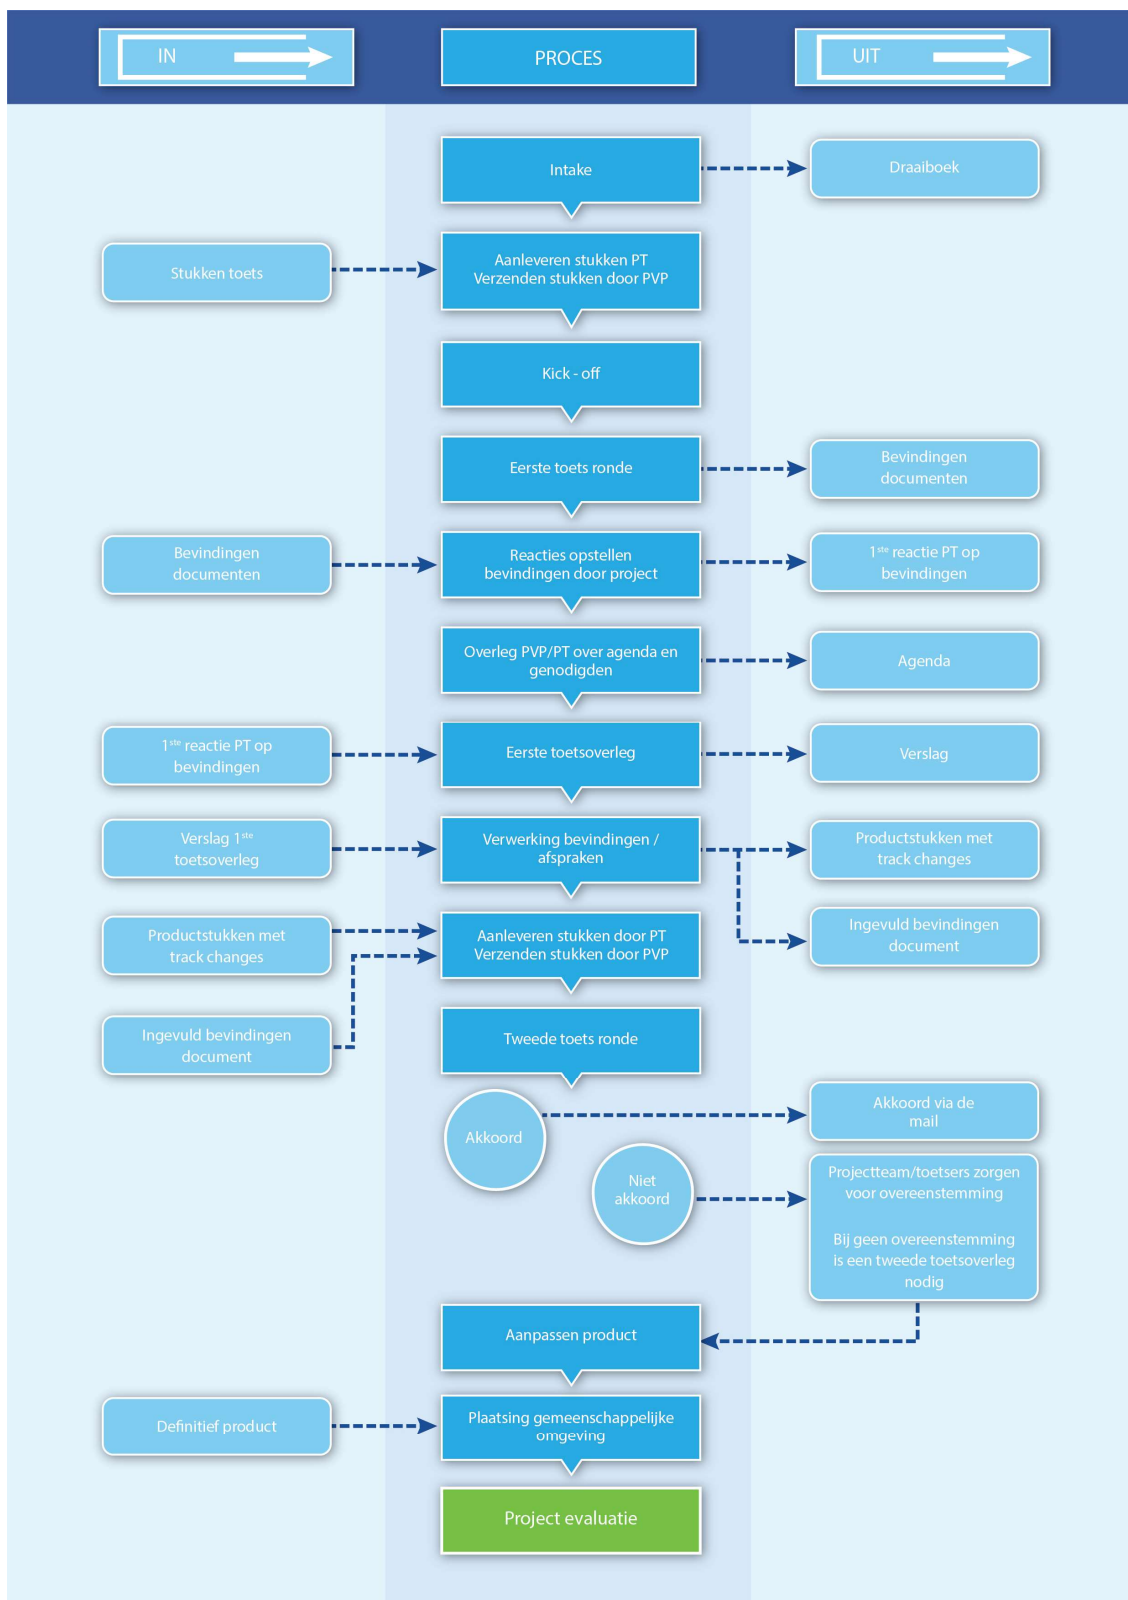 IN
PROCES
UIT
Intake
Draaiboek
Stukken toets
Aanleveren stukken PT
Verzenden stukken door PVP
Kick - off
Eerste toets ronde
Bevindingen
documenten
Bevindingen
documenten
Reacties opstellen
bevindingen door project
1ste reactie PT op
bevindingen
Overleg PVP/PT over agenda en
genodigden
Agenda
1ste reactie PT op
bevindingen
Eerste toetsoverleg
Verslag
Verslag 1ste
toetsoverleg
Verwerking bevindingen /
afspraken
Productstukken met
track changes
Ingevuld bevindingen
document
Productstukken met
track changes
Aanleveren stukken door PT
Verzenden stukken door PVP
Ingevuld bevindingen
document
Tweede toets ronde
Akkoord
Akkoord via de
mail
Niet
akkoord
Projectteam/toetsers zorgen
voor overeenstemming
Bij geen overeenstemming
is een tweede toetsoverleg
nodig
Aanpassen product
Definitief product
Plaatsing gemeenschappelijke
omgeving
Project evaluatie